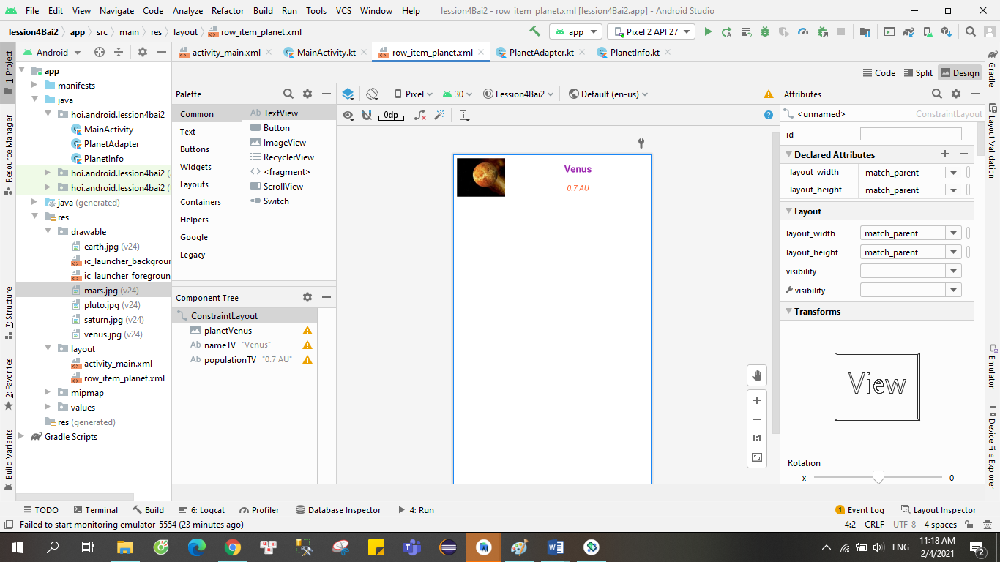 File Edit View Navigate Code Analyze Refactor Build Run Tools VCS Window Help lession4Bai2 - row_item_planet.xml [lession4Bai2.app] - Android Studio
lession4Bai2 app src main res layout row_item_planet.xml app Pixel 2 API 27
Android activity_main.xml MainActivity.kt row_item_planet.xml PlanetAdapter.kt PlanetInfo.kt
Code Split Design
1: Project
Resource Manager
7: Structure
2: Favorites
Build Variants
app
manifests
java
hoi.android.lession4bai2
MainActivity
PlanetAdapter
PlanetInfo
hoi.android.lession4bai2
hoi.android.lession4bai2
java (generated)
res
drawable
earth.jpg (v24)
ic_launcher_backgroun
ic_launcher_foreground
mars.jpg (v24)
pluto.jpg (v24)
saturn.jpg (v24)
venus.jpg (v24)
layout
activity_main.xml
row_item_planet.xml
mipmap
values
res (generated)
Gradle Scripts
Palette
Common
Text
Buttons
Widgets
Layouts
Containers
Helpers
Google
Legacy
Ab TextView
Button
ImageView
RecyclerView
<fragment>
ScrollView
Switch
Component Tree
ConstraintLayout
planetVenus
Ab nameTV "Venus"
Ab populationTV "0.7 AU"
Pixel 30 Lession4Bai2 Default (en-us)
0dp
Venus
0.7 AU
1:1
Attributes
<unnamed> ConstraintLayout
id
Declared Attributes
layout_width match_parent
layout_height match_parent
Layout
layout_width match_parent
layout_height match_parent
visibility
visibility
Transforms
View
Rotation
x 0
Gradle
Layout Validation
Emulator
Device File Explorer
TODO Terminal Build 6: Logcat Profiler Database Inspector 4: Run 1 Event Log Layout Inspector
Failed to start monitoring emulator-5554 (23 minutes ago) 4:2 CRLF UTF-8 4 spaces
ENG
11:18 AM
2/4/2021
2